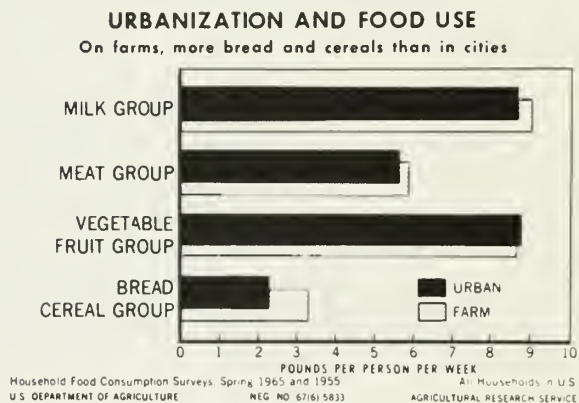 URBANIZATION AND FOOD USE
On farms, more bread and cereals than in cities
MILK GROUP
MEAT GROUP
VEGETABLE
FRUIT GROUP
BREAD
CEREAL GROUP
URBAN
FARM
0 1 2 3 4 5 6 7 8 9 10
POUNDS PER PERSON PER WEEK
Household Food Consumption Surveys, Spring 1965 and 1955 All Households in U.S.
U.S. DEPARTMENT OF AGRICULTURE NEG. NO. 67(6) 5833 AGRICULTURAL RESEARCH SERVICE